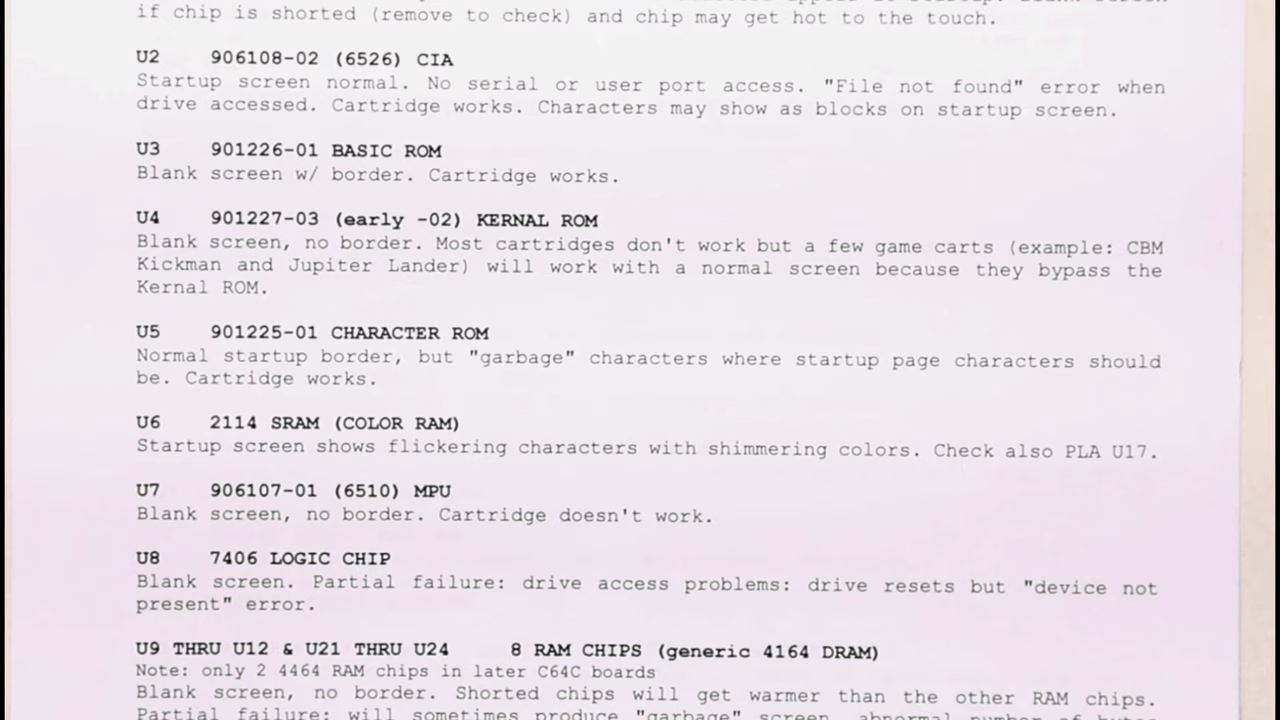 if chip is shorted (remove to check) and chip may get hot to the touch.
U2 906108-02 (6526) CIA
Startup screen normal. No serial or user port access. "File not found" error when
drive accessed. Cartridge works. Characters may show as blocks on startup screen.
U3 901226-01 BASIC ROM
Blank screen w/ border. Cartridge works.
U4 901227-03 (early -02) KERNAL ROM
Blank screen, no border. Most cartridges don't work but a few game carts (example: CBM
Kickman and Jupiter Lander) will work with a normal screen because they bypass the
Kernal ROM.
U5 901225-01 CHARACTER ROM
Normal startup border, but "garbage" characters where startup page characters should
be. Cartridge works.
U6 2114 SRAM (COLOR RAM)
Startup screen shows flickering characters with shimmering colors. Check also PLA U17.
U7 906107-01 (6510) MPU
Blank screen, no border. Cartridge doesn't work.
U8 7406 LOGIC CHIP
Blank screen. Partial failure: drive access problems: drive resets but "device not
present" error.
U9 THRU U12 & U21 THRU U24 8 RAM CHIPS (generic 4164 DRAM)
Note: only 2 4464 RAM chips in later C64C boards
Blank screen, no border. Shorted chips will get warmer than the other RAM chips.
Partial failure: will sometimes produce "garbage" screen, abnormal number of